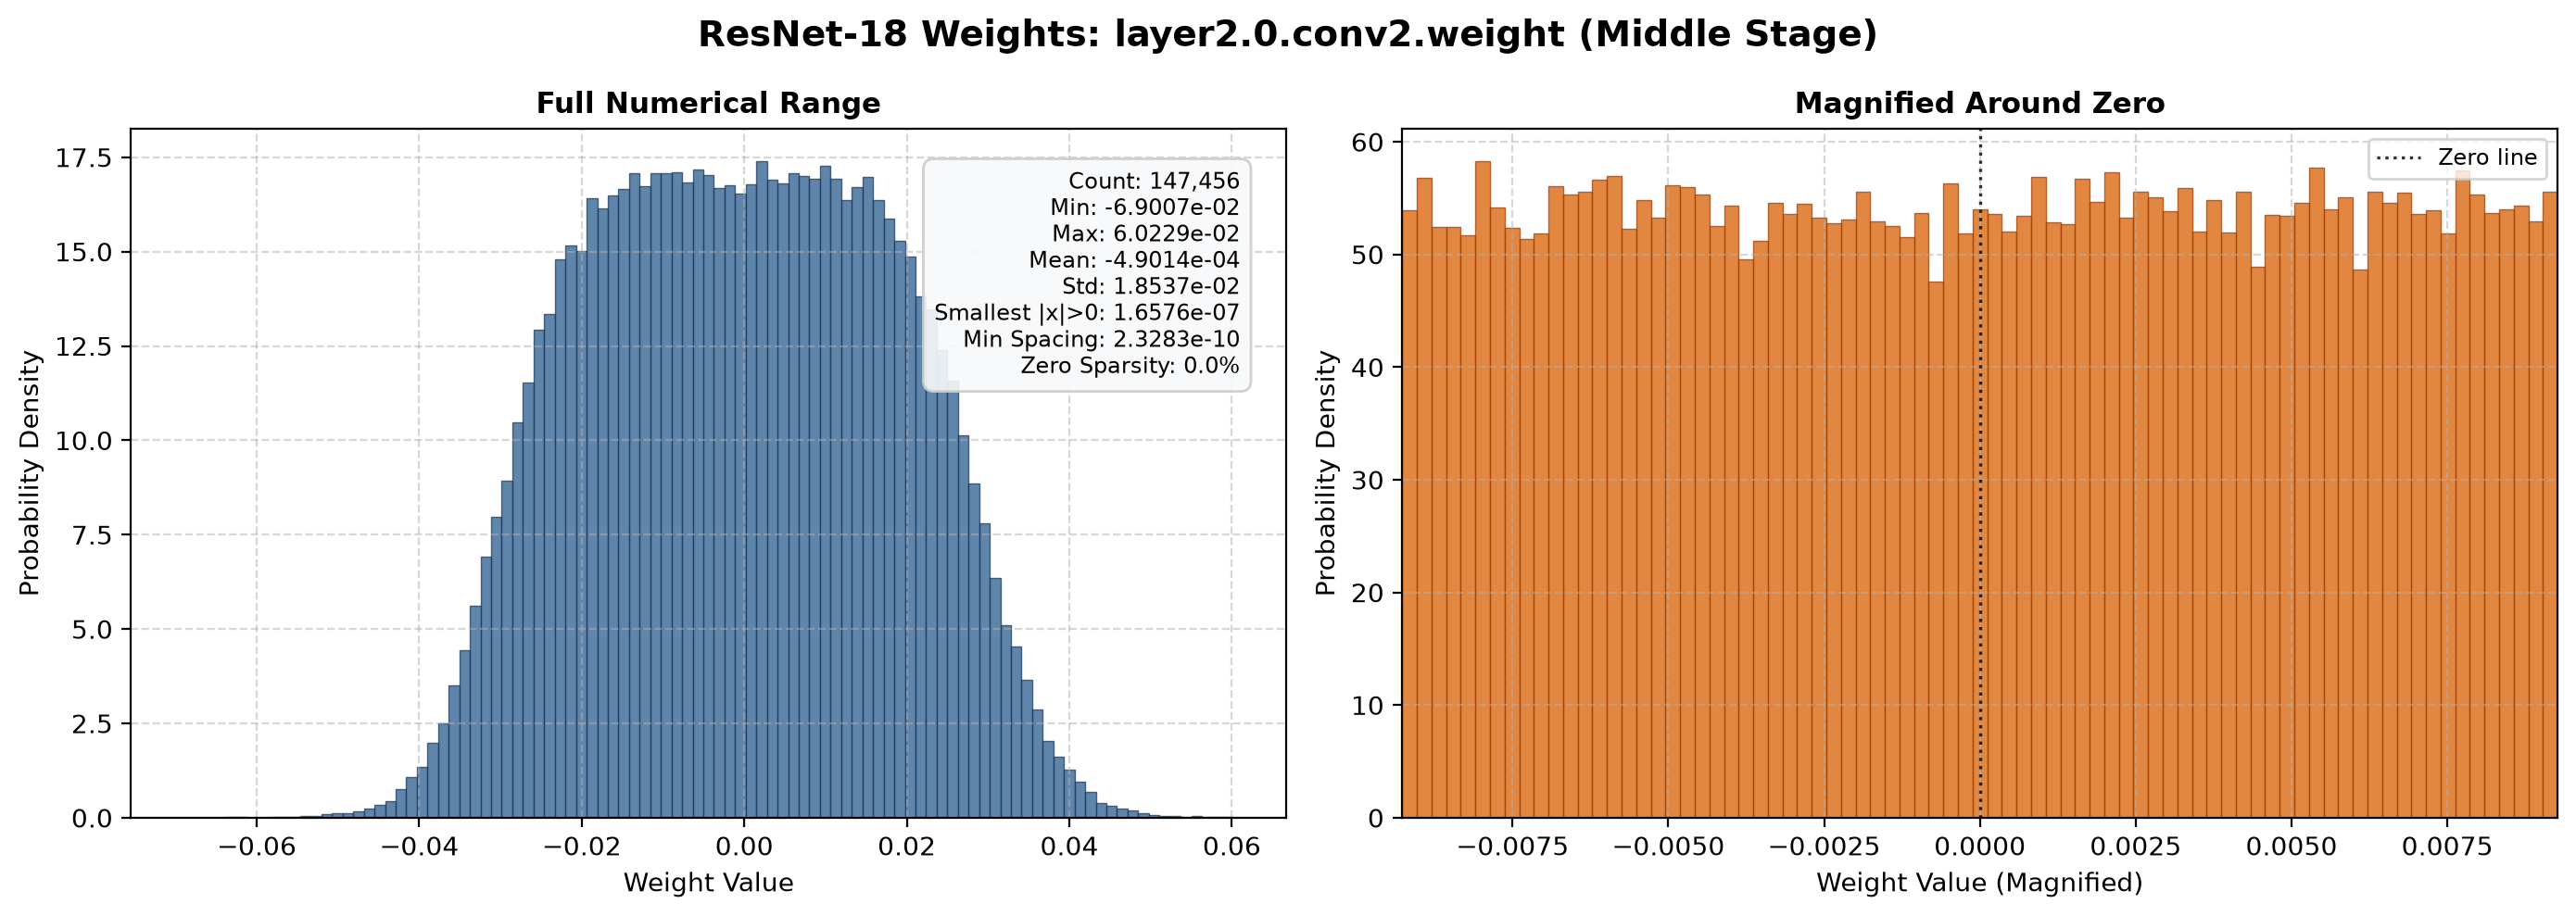 ResNet-18 Weights: layer2.0.conv2.weight (Middle Stage)
Full Numerical Range
Probability Density
17.5
15.0
12.5
10.0
7.5
5.0
2.5
0.0
Count: 147,456
Min: -6.9007e-02
Max: 6.0229e-02
Mean: -4.9014e-04
Std: 1.8537e-02
Smallest |x|>0: 1.6576e-07
Min Spacing: 2.3283e-10
Zero Sparsity: 0.0%
−0.06 −0.04 −0.02 0.00 0.02 0.04 0.06
Weight Value
Magnified Around Zero
Probability Density
60
50
40
30
20
10
0
Zero line
−0.0075 −0.0050 −0.0025 0.0000 0.0025 0.0050 0.0075
Weight Value (Magnified)